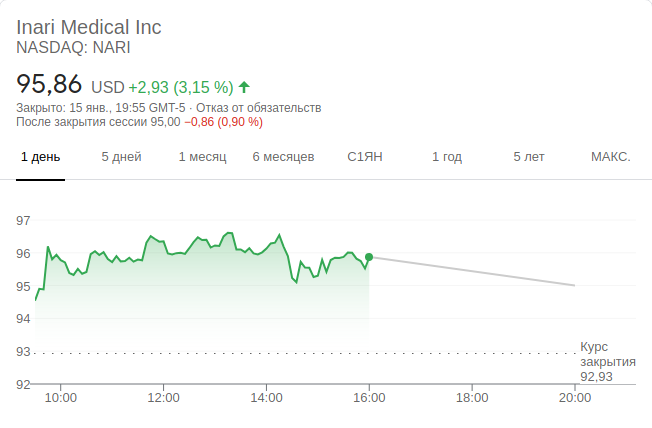 Inari Medical Inc
NASDAQ: NARI
95,86 USD +2,93 (3,15 %)
Закрыто: 15 янв., 19:55 GMT-5 · Отказ от обязательств
После закрытия сессии 95,00 −0,86 (0,90 %)
1 день 5 дней 1 месяц 6 месяцев С1ЯН 1 год 5 лет МАКС.
97
96
95
94
93
Курс
закрытия
92,93
92
10:00 12:00 14:00 16:00 18:00 20:00